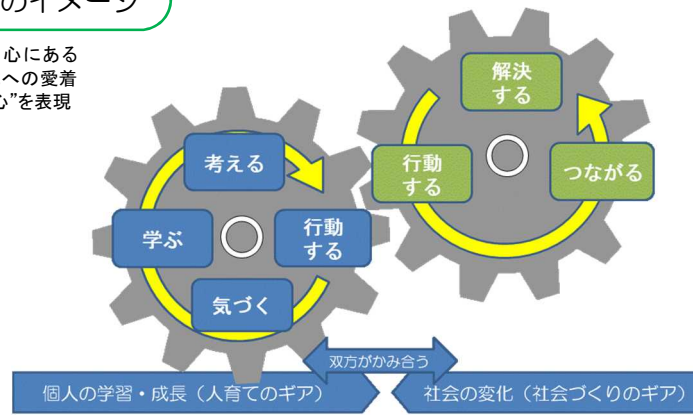 のイメージ
心にある
への愛着
心”を表現
解決
する
行動
する
つながる
考える
学ぶ
行動
する
気づく
双方がかみ合う
個人の学習・成長（人育てのギア）
社会の変化（社会づくりのギア）